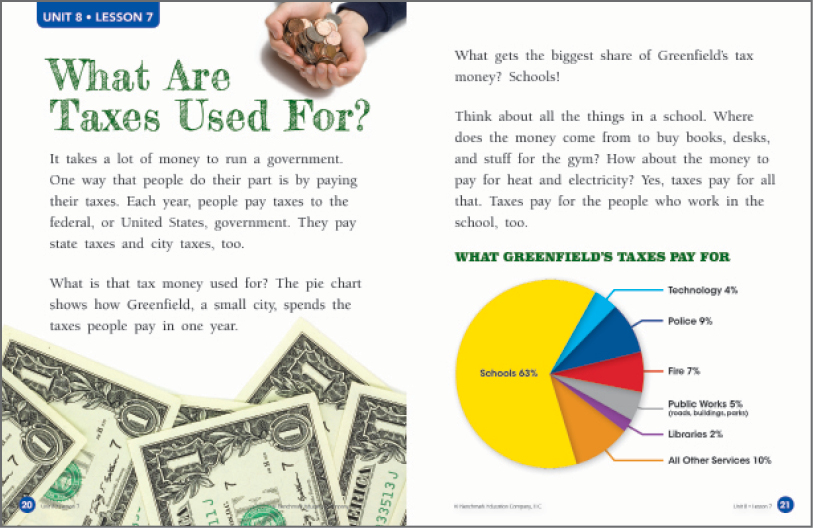 UNIT 8 • LESSON 7
What Are
Taxes Used For?
It takes a lot of money to run a government.
One way that people do their part is by paying
their taxes. Each year, people pay taxes to the
federal, or United States, government. They pay
state taxes and city taxes, too.
What is that tax money used for? The pie chart
shows how Greenfield, a small city, spends the
taxes people pay in one year.
20
What gets the biggest share of Greenfield's tax
money? Schools!
Think about all the things in a school. Where
does the money come from to buy books, desks,
and stuff for the gym? How about the money to
pay for heat and electricity? Yes, taxes pay for all
that. Taxes pay for the people who work in the
school, too.
WHAT GREENFIELD'S TAXES PAY FOR
Technology 4%
Police 9%
Schools 63%
Fire 7%
Public Works 5%
(roads, buildings, parks)
Libraries 2%
All Other Services 10%
© Benchmark Education Company, LLC
Unit 8 • Lesson 7
21